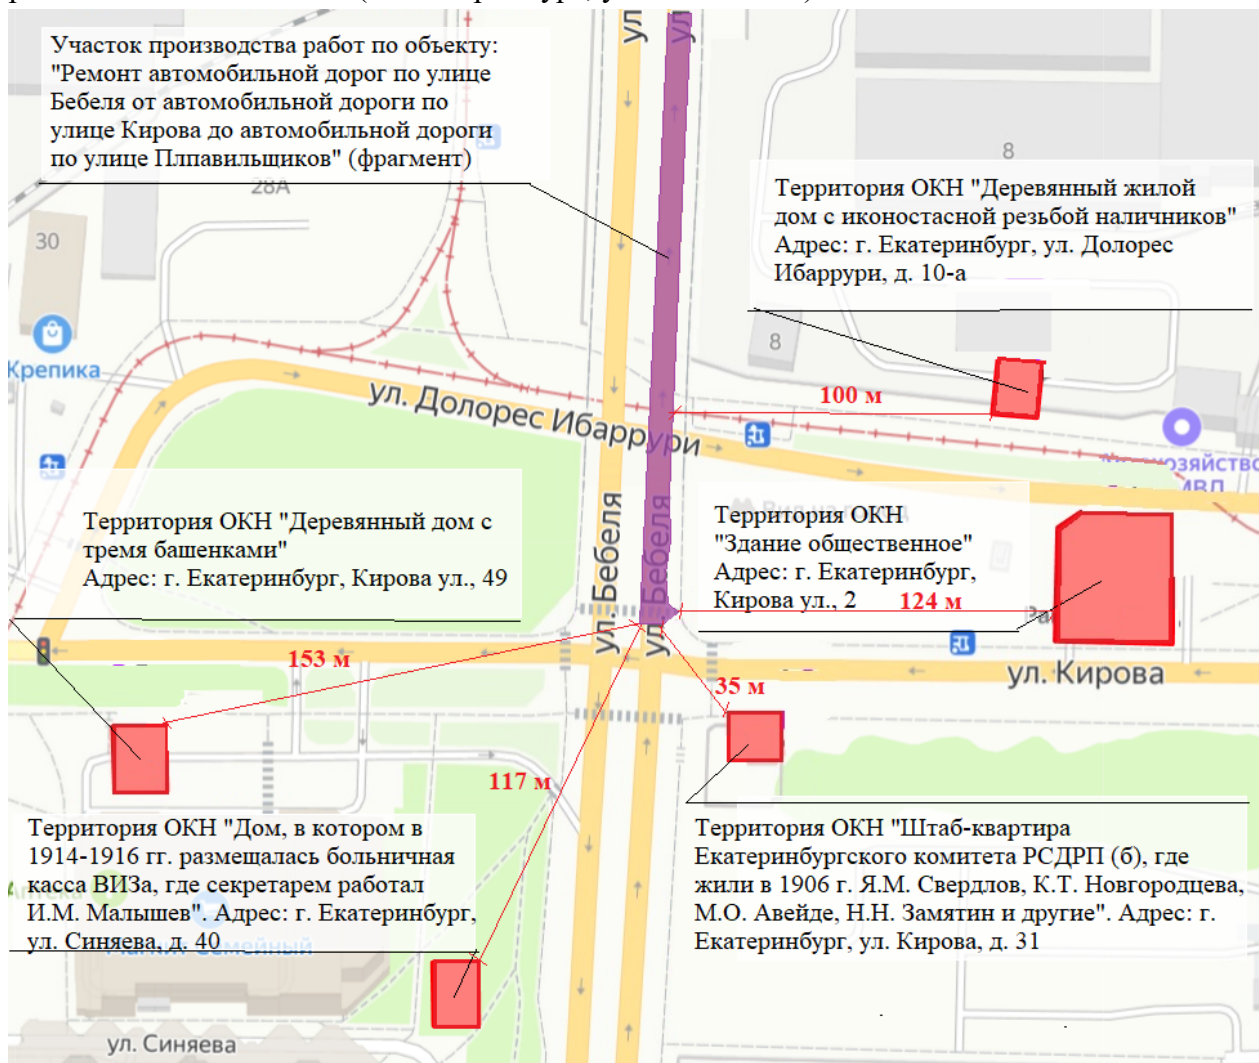 Участок производства работ по объекту:
"Ремонт автомобильной дорог по улице
Бебеля от автомобильной дороги по
улице Кирова до автомобильной дороги
по улице Плпавильщиков" (фрагмент)
ул.
ул.
28А
30
8
Территория ОКН "Деревянный жилой
дом с иконостасной резьбой наличников"
Адрес: г. Екатеринбург, ул. Долорес
Ибаррури, д. 10-а
8
Крепика
ул. Долорес Ибаррури
100 м
МВД
Территория ОКН "Деревянный дом с
тремя башенками"
Адрес: г. Екатеринбург, Кирова ул., 49
ул. Бебеля
ул. Бебеля
Территория ОКН
"Здание общественное"
Адрес: г. Екатеринбург,
Кирова ул., 2
124 м
153 м
35 м
ул. Кирова
117 м
Территория ОКН "Дом, в котором в
1914-1916 гг. размещалась больничная
касса ВИЗа, где секретарем работал
И.М. Малышев". Адрес: г. Екатеринбург,
ул. Синяева, д. 40
Аптека
Магнит Семейный
Территория ОКН "Штаб-квартира
Екатеринбургского комитета РСДРП (б), где
жили в 1906 г. Я.М. Свердлов, К.Т. Новгородцева,
М.О. Авейде, Н.Н. Замятин и другие". Адрес: г.
Екатеринбург, ул. Кирова, д. 31
ул. Синяева